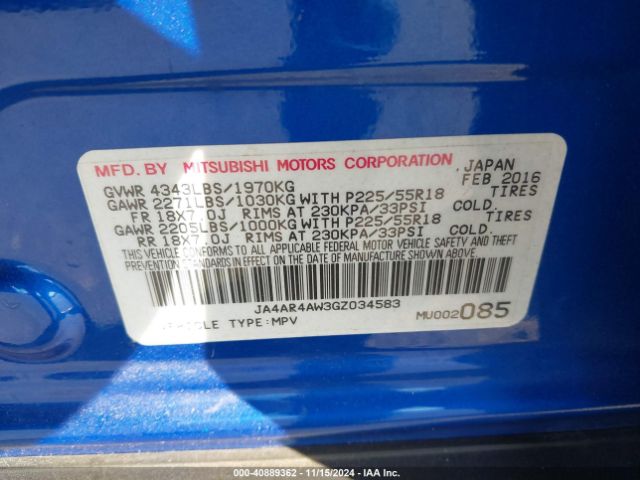 MFD. BY MITSUBISHI MOTORS CORPORATION JAPAN
GVWR 4343LBS/1970KG FEB 2016
GAWR 2271LBS/1030KG WITH P225/55R18 TIRES
FR 18X7.0J RIMS AT 230KPA/33PSI COLD.
GAWR 2205LBS/1000KG WITH P225/55R18 TIRES
RR 18X7.0J RIMS AT 230KPA/33PSI COLD.
THIS VEHICLE CONFORMS TO ALL APPLICABLE FEDERAL MOTOR VEHICLE SAFETY AND THEFT
PREVENTION STANDARDS IN EFFECT ON THE DATE OF MANUFACTURE SHOWN ABOVE.
JA4AR4AW3GZ034583
TYPE:MPV MU002085
000-40889362 - 11/15/2024 - IAA Inc.